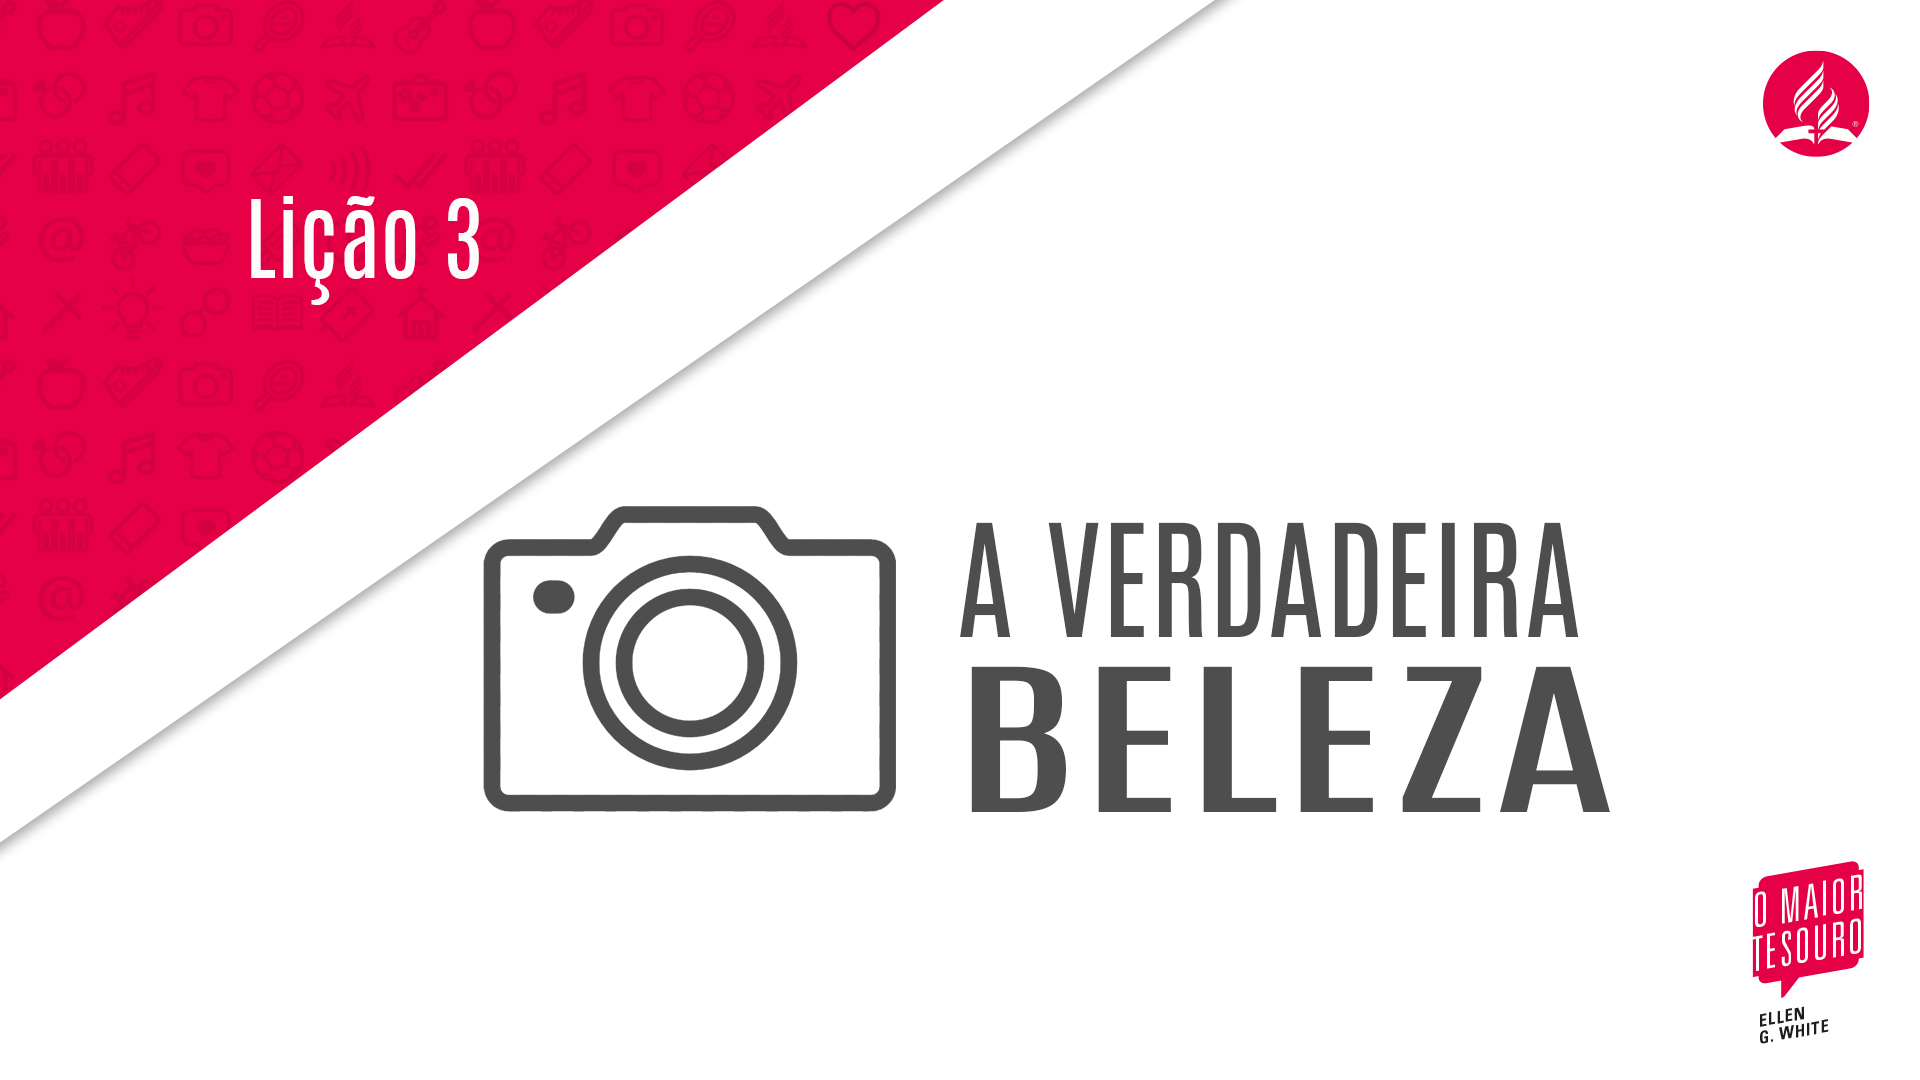 Lição 3
A VERDADEIRA
BELEZA
®
O MAIOR
TESOURO
ELLEN
G. WHITE